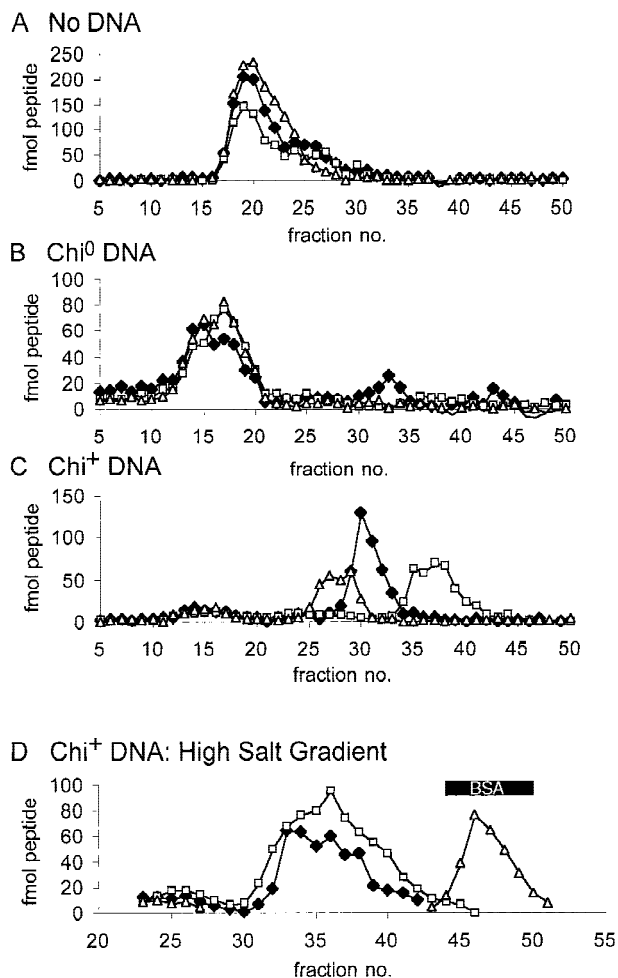 A No DNA
250
200
150
100
50
0
fmol peptide
5 10 15 20 25 30 35 40 45 50
fraction no.
B Chi⁰ DNA
100
80
60
40
20
0
fmol peptide
5 10 15 20 25 30 35 40 45 50
fraction no.
C Chi⁺ DNA
150
100
50
0
fmol peptide
5 10 15 20 25 30 35 40 45 50
fraction no.
D Chi⁺ DNA: High Salt Gradient
100
80
60
40
20
0
fmol peptide
BSA
20 25 30 35 40 45 50 55
fraction no.